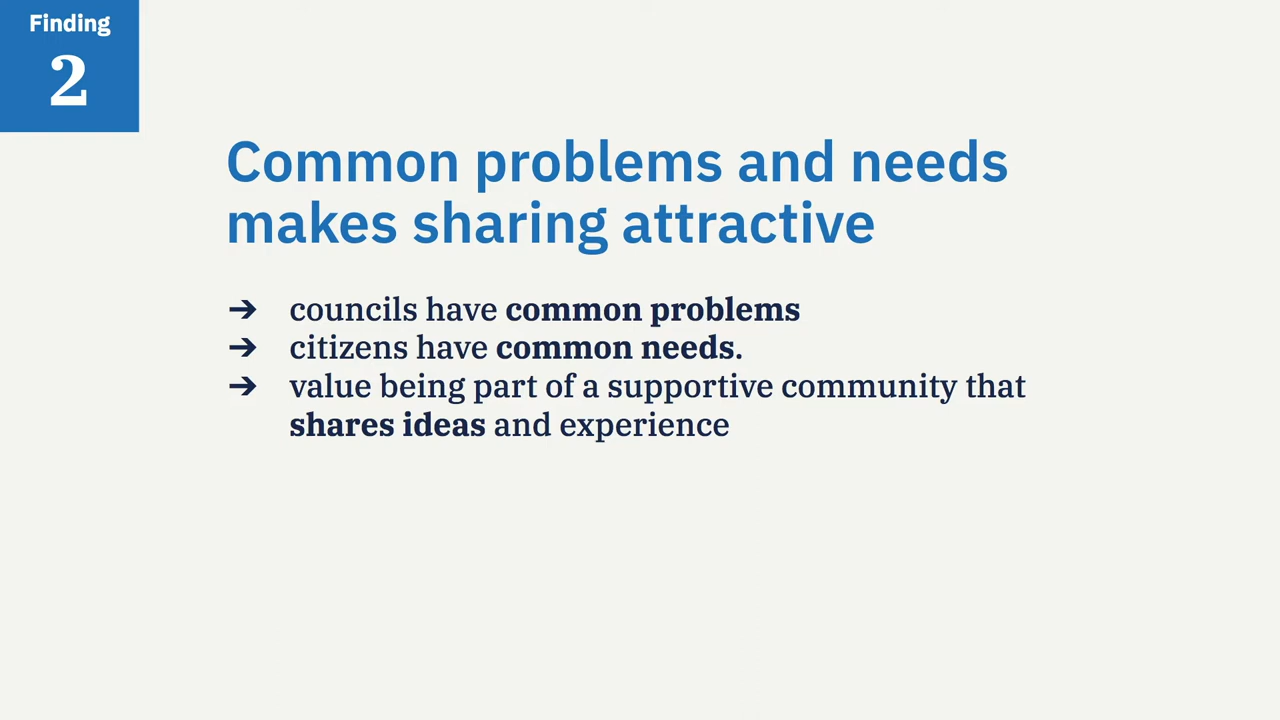 Finding
2
Common problems and needs
makes sharing attractive
➔ councils have common problems
➔ citizens have common needs.
➔ value being part of a supportive community that
shares ideas and experience